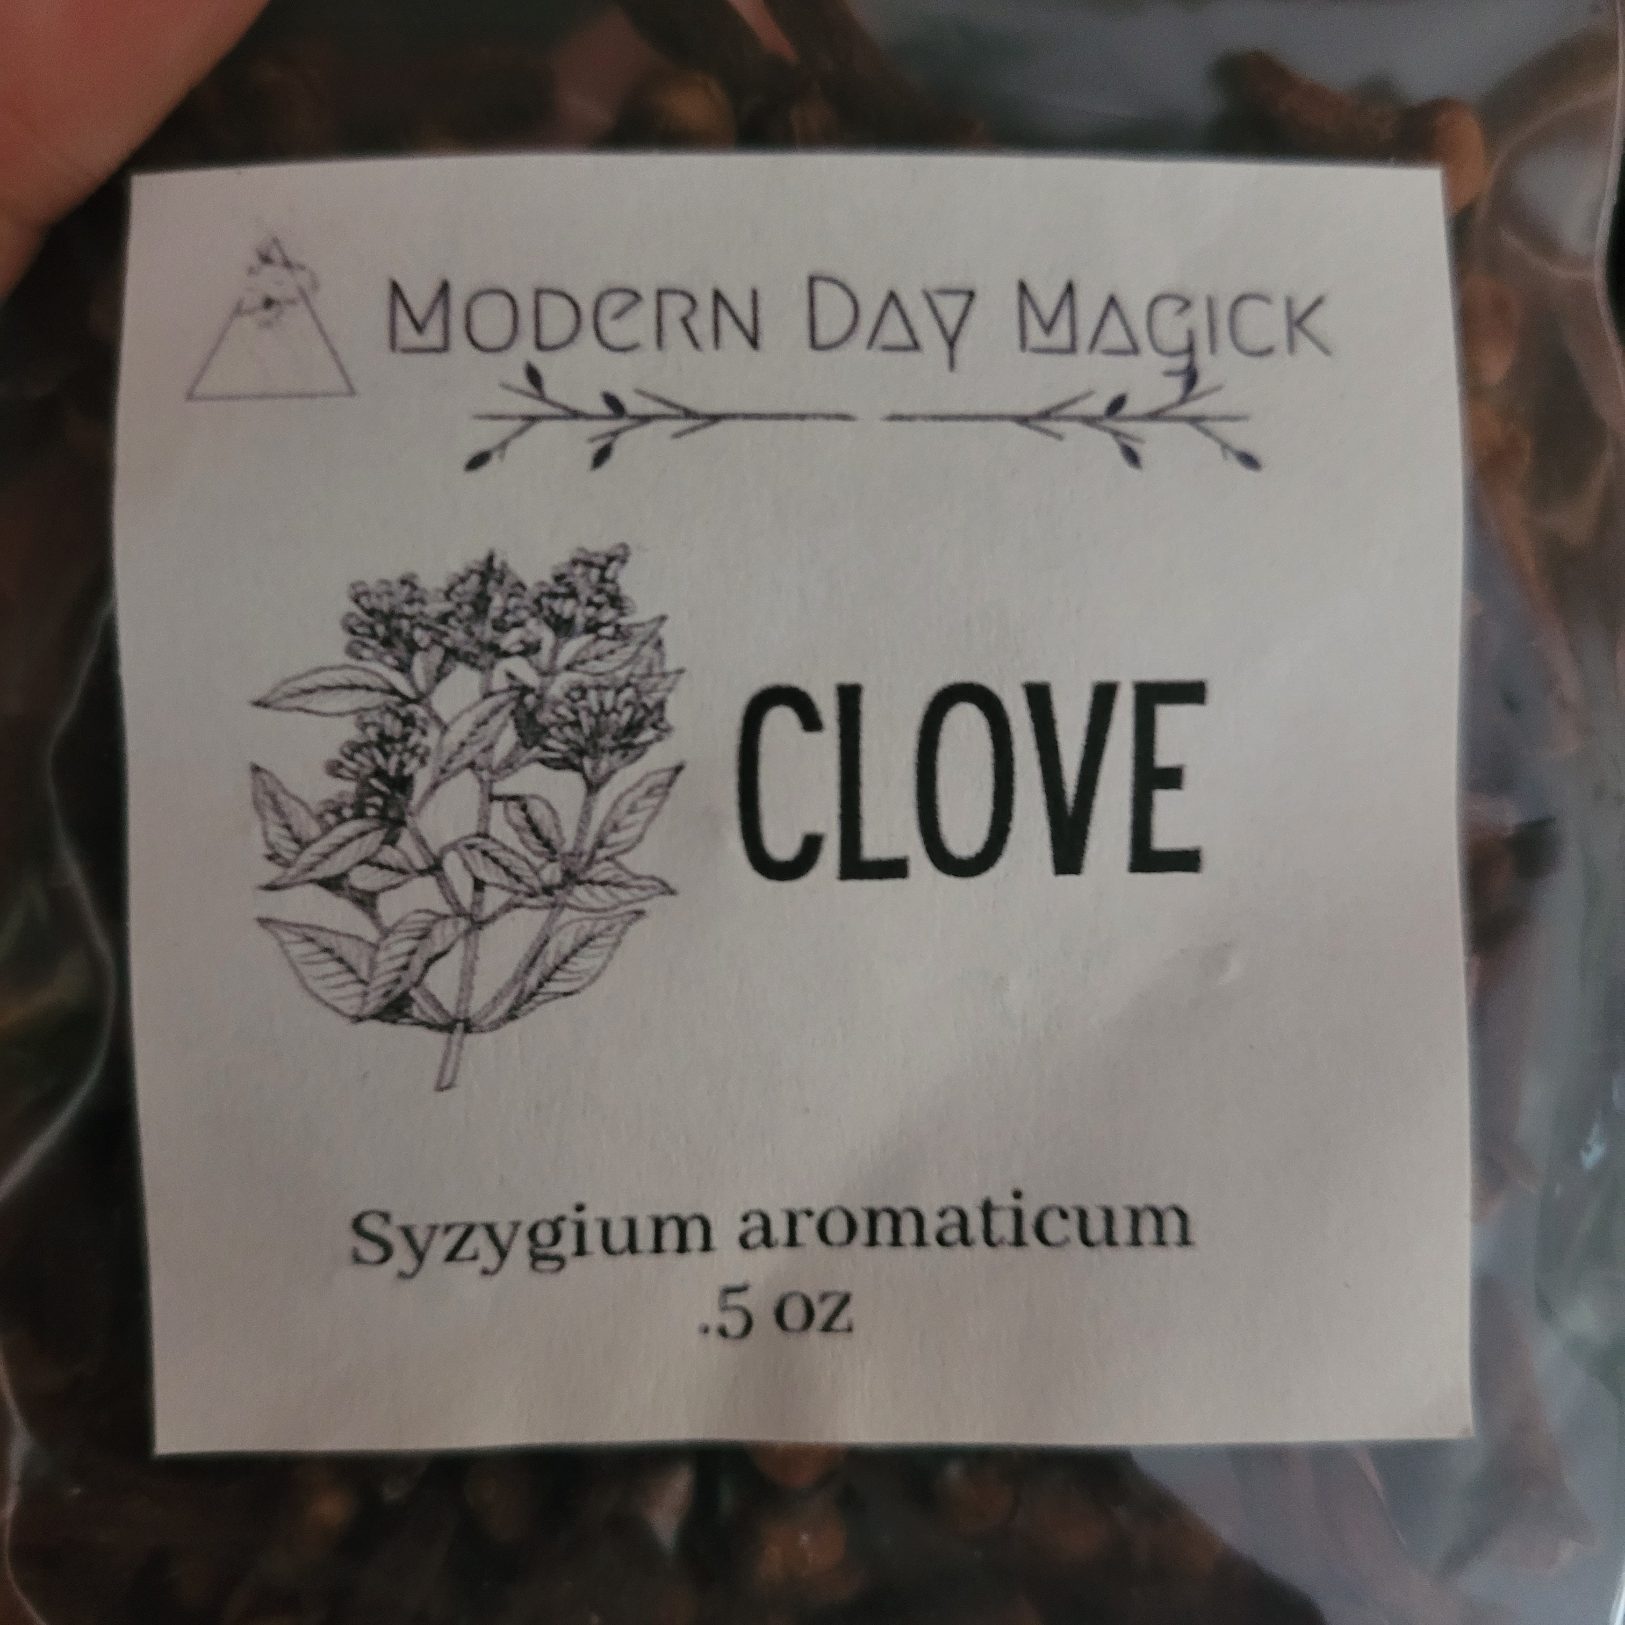 Modern Day Magick
CLOVE
Syzygium aromaticum
.5 oz